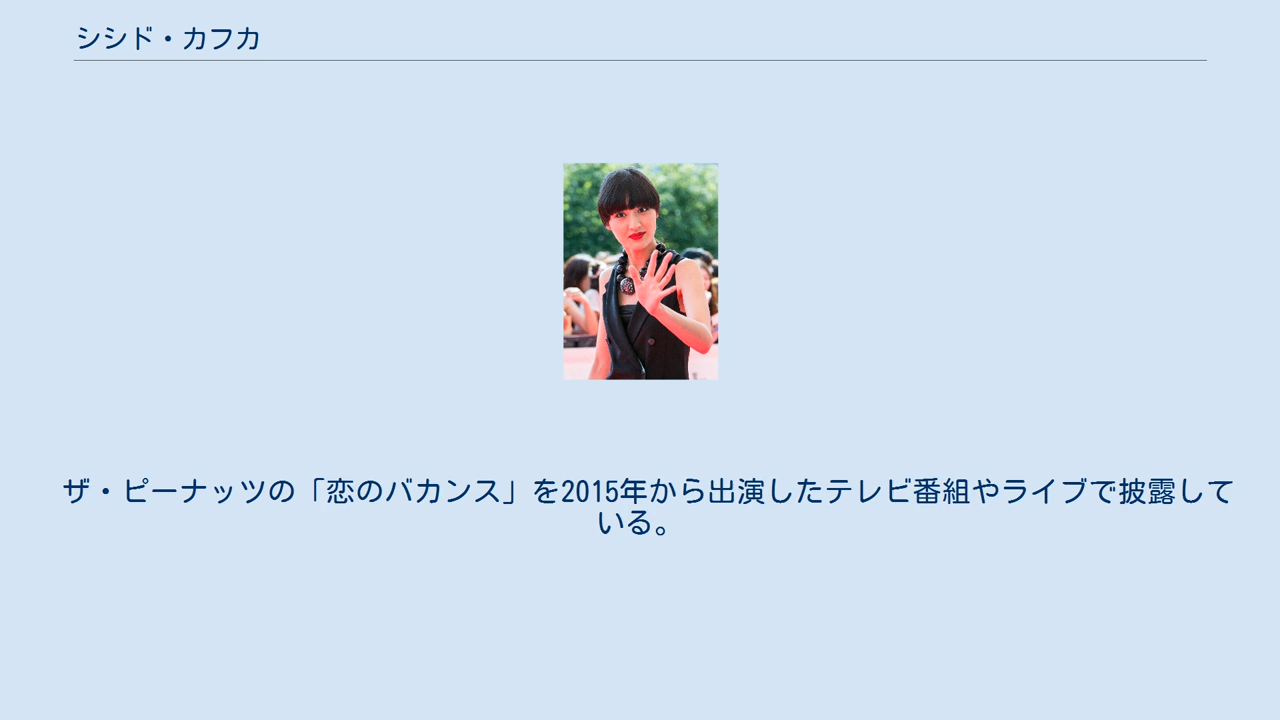 シシド・カフカ
ザ・ピーナッツの「恋のバカンス」を2015年から出演したテレビ番組やライブで披露して
いる。